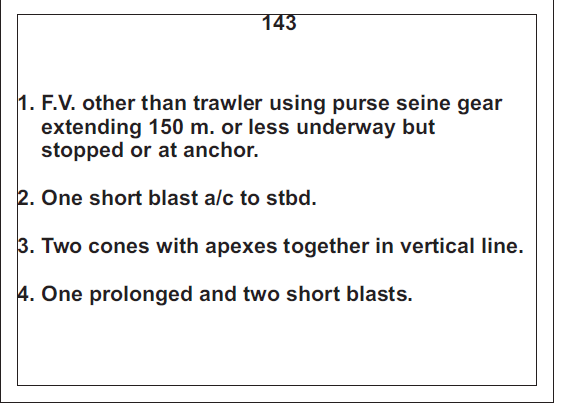 143
1. F.V. other than trawler using purse seine gear
extending 150 m. or less underway but
stopped or at anchor.
2. One short blast a/c to stbd.
3. Two cones with apexes together in vertical line.
4. One prolonged and two short blasts.